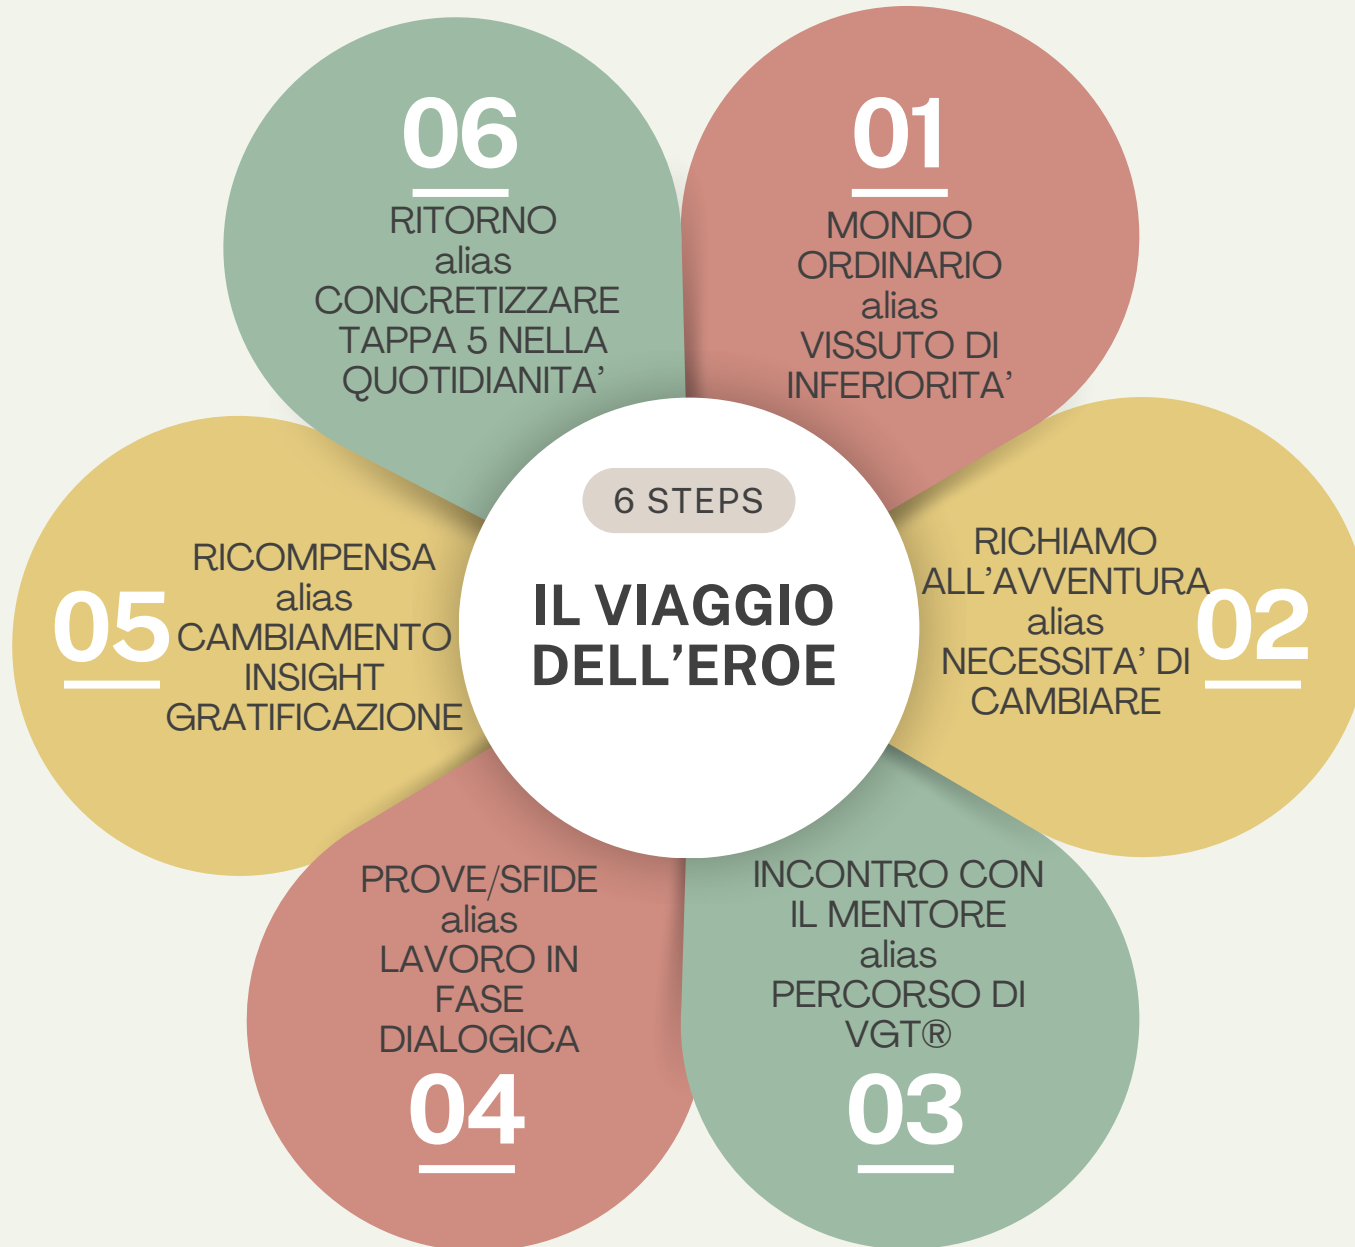 6 STEPS
IL VIAGGIO
DELL’EROE
01
MONDO
ORDINARIO
alias
VISSUTO DI
INFERIORITA’
02
RICHIAMO
ALL’AVVENTURA
alias
NECESSITA’ DI
CAMBIARE
INCONTRO CON
IL MENTORE
alias
PERCORSO DI
VGT®
03
PROVE/SFIDE
alias
LAVORO IN
FASE
DIALOGICA
04
05
RICOMPENSA
alias
CAMBIAMENTO
INSIGHT
GRATIFICAZIONE
06
RITORNO
alias
CONCRETIZZARE
TAPPA 5 NELLA
QUOTIDIANITA’